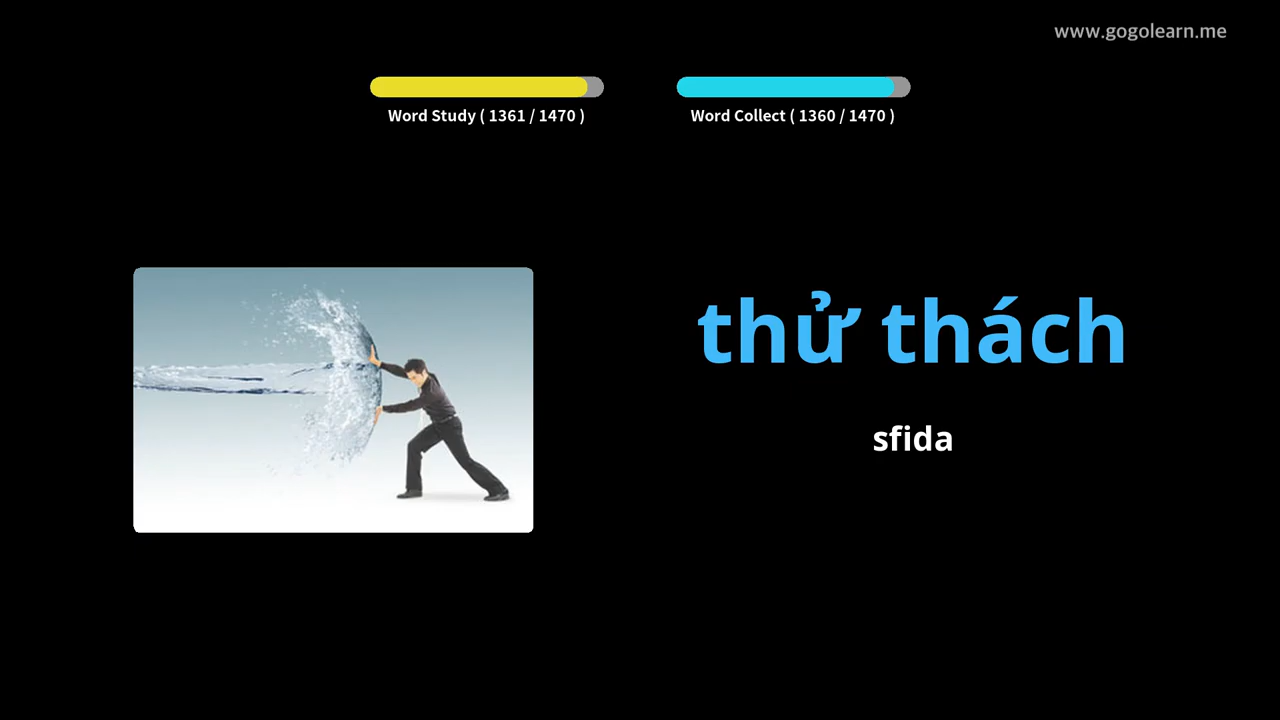 www.gogolearn.me
Word Study ( 1361 / 1470 )
Word Collect ( 1360 / 1470 )
thử thách
sfida